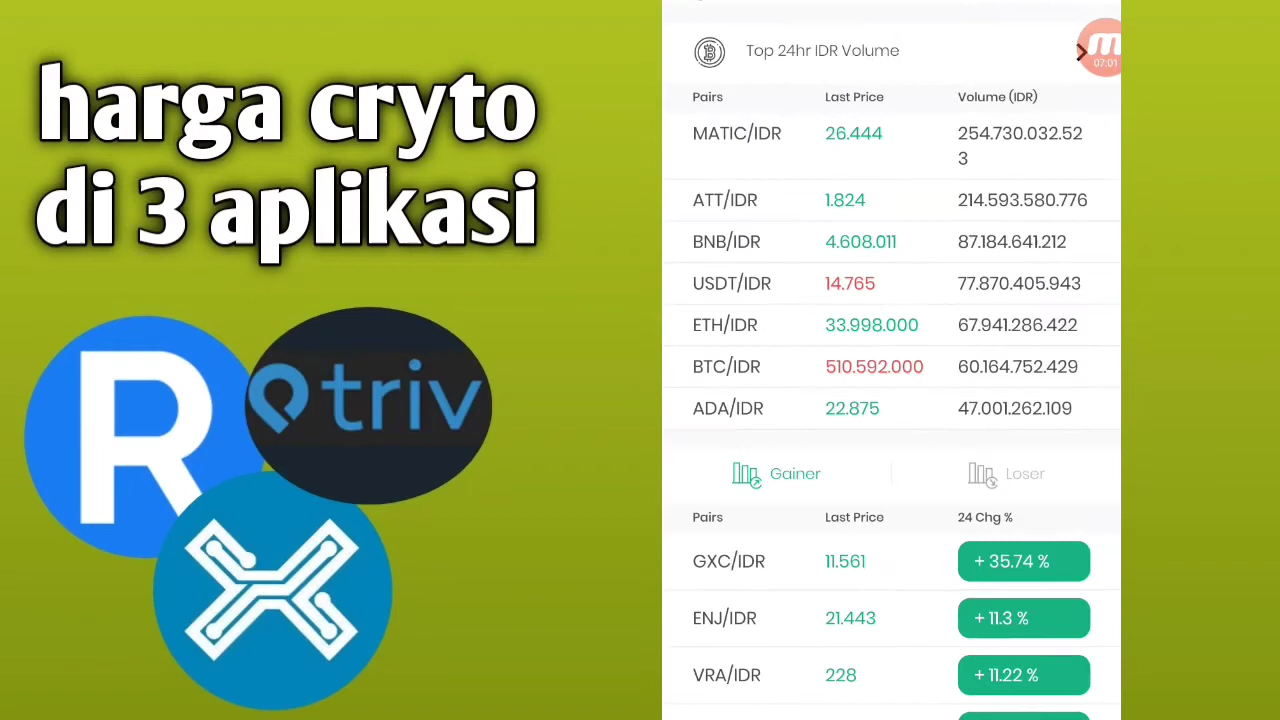 harga cryto
di 3 aplikasi
R
triv
Top 24hr IDR Volume
07:01
Pairs Last Price Volume (IDR)
MATIC/IDR 26.444 254.730.032.52
3
ATT/IDR 1.824 214.593.580.776
BNB/IDR 4.608.011 87.184.641.212
USDT/IDR 14.765 77.870.405.943
ETH/IDR 33.998.000 67.941.286.422
BTC/IDR 510.592.000 60.164.752.429
ADA/IDR 22.875 47.001.262.109
Gainer Loser
Pairs Last Price 24 Chg %
GXC/IDR 11.561 + 35.74 %
ENJ/IDR 21.443 + 11.3 %
VRA/IDR 228 + 11.22 %